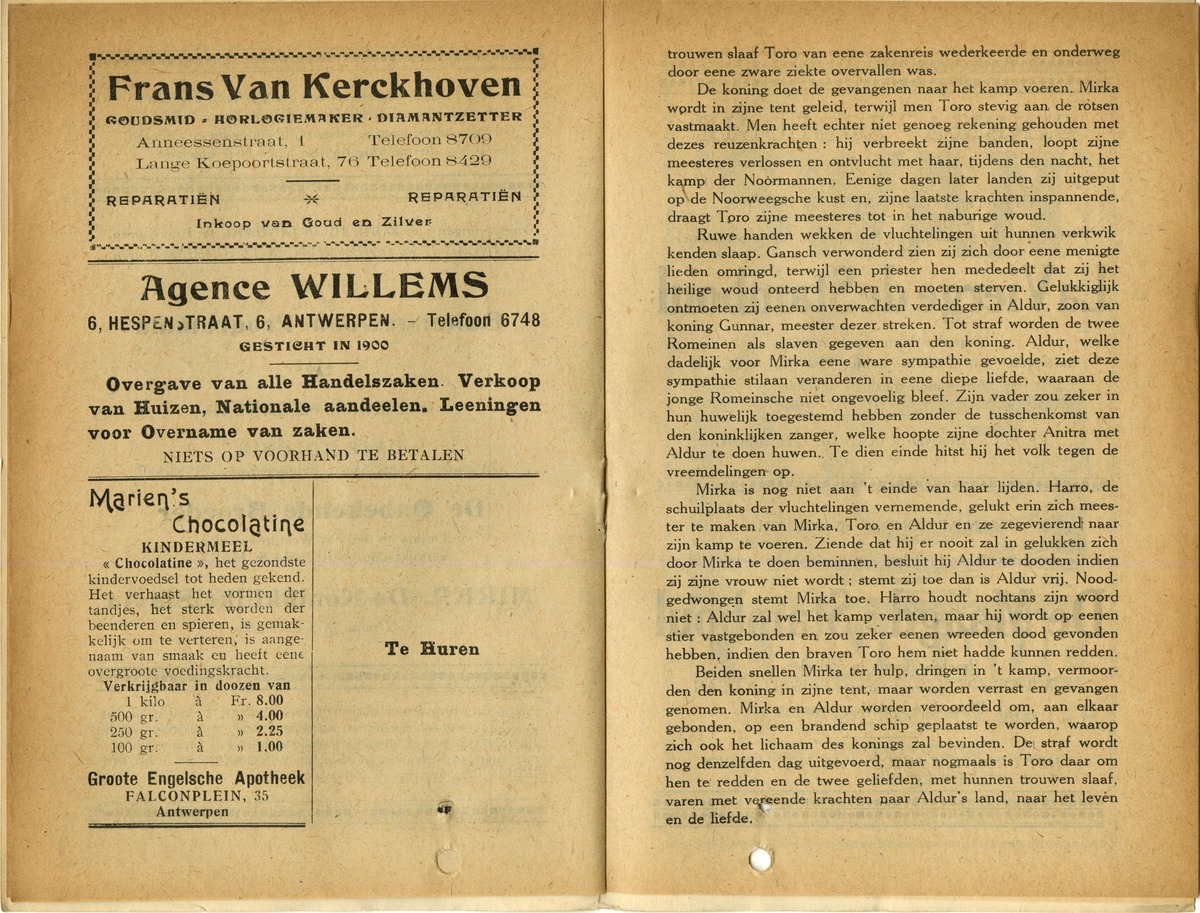 Frans Van Kerckhoven
GOUDSMID - HORLOGIEMAKER - DIAMANTZETTER
Anneessenstraat, 1 Telefoon 8709
Lange Koepoortstraat, 76 Telefoon 8429
REPARATIËN REPARATIËN
Inkoop van Goud en Zilver
Agence WILLEMS
6, HESPENSTRAAT, 6, ANTWERPEN. - Telefoon 6748
GESTICHT IN 1900
Overgave van alle Handelszaken. Verkoop
van Huizen, Nationale aandeelen. Leeningen
voor Overname van zaken.
NIETS OP VOORHAND TE BETALEN
Marien's
Chocolatine
KINDERMEEL
« Chocolatine », het gezondste
kindervoedsel tot heden gekend.
Het verhaast het vormen der
tandjes, het sterk worden der
beenderen en spieren, is gemak-
kelijk om te verteren, is aange-
naam van smaak en heeft eene
overgroote voedingskracht.
Verkrijgbaar in doozen van
1 kilo à Fr. 8.00
500 gr. à » 4.00
250 gr. à » 2.25
100 gr. à » 1.00
Groote Engelsche Apotheek
FALCONPLEIN, 35
Antwerpen
Te Huren
trouwen slaaf Toro van eene zakenreis wederkeerde en onderweg
door eene zware ziekte overvallen was.
De koning doet de gevangenen naar het kamp voeren. Mirka
wordt in zijne tent geleid, terwijl men Toro stevig aan de rotsen
vastmaakt. Men heeft echter niet genoeg rekening gehouden met
dezes reuzenkrachten : hij verbreekt zijne banden, loopt zijne
meesteres verlossen en ontvlucht met haar, tijdens den nacht, het
kamp der Noormannen. Eenige dagen later landen zij uitgeput
op de Noorweegsche kust en, zijne laatste krachten inspannende,
draagt Toro zijne meesteres tot in het naburige woud.
Ruwe handen wekken de vluchtelingen uit hunnen verkwik
kenden slaap. Gansch verwonderd zien zij zich door eene menigte
lieden omringd, terwijl een priester hen mededeelt dat zij het
heilige woud onteerd hebben en moeten sterven. Gelukkiglijk
ontmoeten zij eenen onverwachten verdediger in Aldur, zoon van
koning Gunnar, meester dezer streken. Tot straf worden de twee
Romeinen als slaven gegeven aan den koning. Aldur, welke
dadelijk voor Mirka eene ware sympathie gevoelde, ziet deze
sympathie stilaan veranderen in eene diepe liefde, waaraan de
jonge Romeinsche niet ongevoelig bleef. Zijn vader zou zeker in
hun huwelijk toegestemd hebben zonder de tusschenkomst van
den koninklijken zanger, welke hoopte zijne dochter Anitra met
Aldur te doen huwen. Te dien einde hitst hij het volk tegen de
vreemdelingen op.
Mirka is nog niet aan 't einde van haar lijden. Harro, de
schuilplaats der vluchtelingen vernemende, gelukt erin zich mees-
ter te maken van Mirka, Toro en Aldur en ze zegevierend naar
zijn kamp te voeren. Ziende dat hij er nooit zal in gelukken zich
door Mirka te doen beminnen, besluit hij Aldur te dooden indien
zij zijne vrouw niet wordt ; stemt zij toe dan is Aldur vrij. Nood-
gedwongen stemt Mirka toe. Harro houdt nochtans zijn woord
niet : Aldur zal wel het kamp verlaten, maar hij wordt op eenen
stier vastgebonden en zou zeker eenen wreeden dood gevonden
hebben, indien den braven Toro hem niet hadde kunnen redden.
Beiden snellen Mirka ter hulp, dringen in 't kamp, vermoor-
den den koning in zijne tent, maar worden verrast en gevangen
genomen. Mirka en Aldur worden veroordeeld om, aan elkaar
gebonden, op een brandend schip geplaatst te worden, waarop
zich ook het lichaam des konings zal bevinden. De straf wordt
nog denzelfden dag uitgevoerd, maar nogmaals is Toro daar om
hen te redden en de twee geliefden, met hunnen trouwen slaaf,
varen met vereende krachten naar Aldur's land, naar het leven
en de liefde.